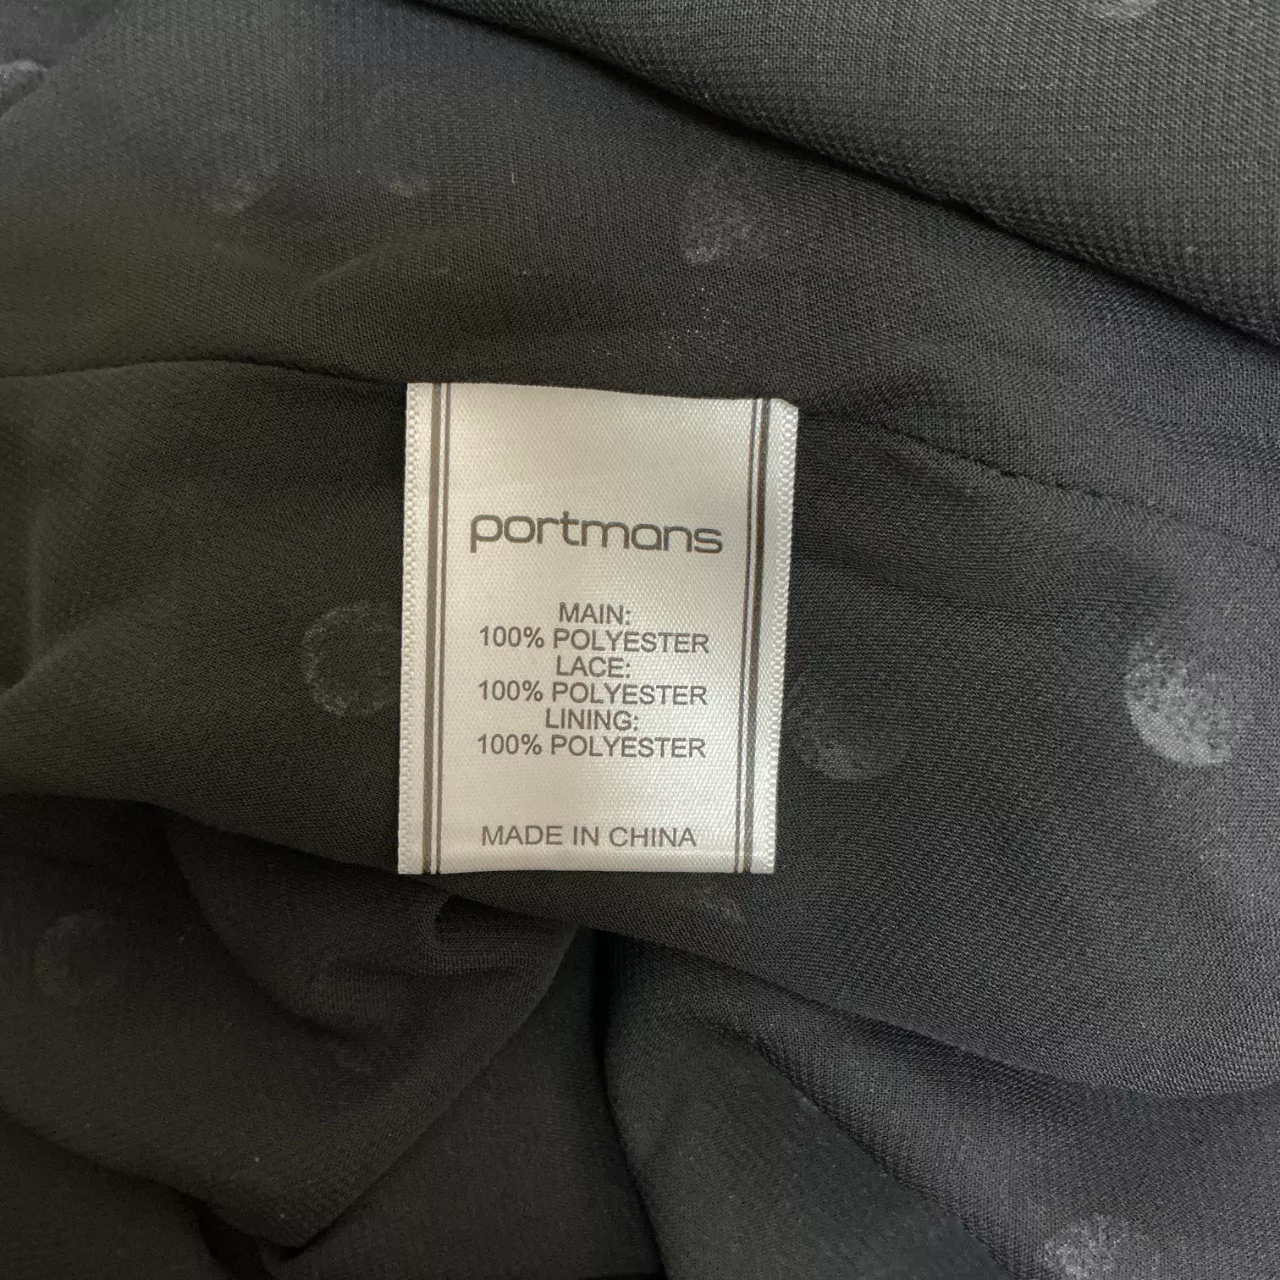 portmans
MAIN:
100% POLYESTER
LACE:
100% POLYESTER
LINING:
100% POLYESTER
MADE IN CHINA